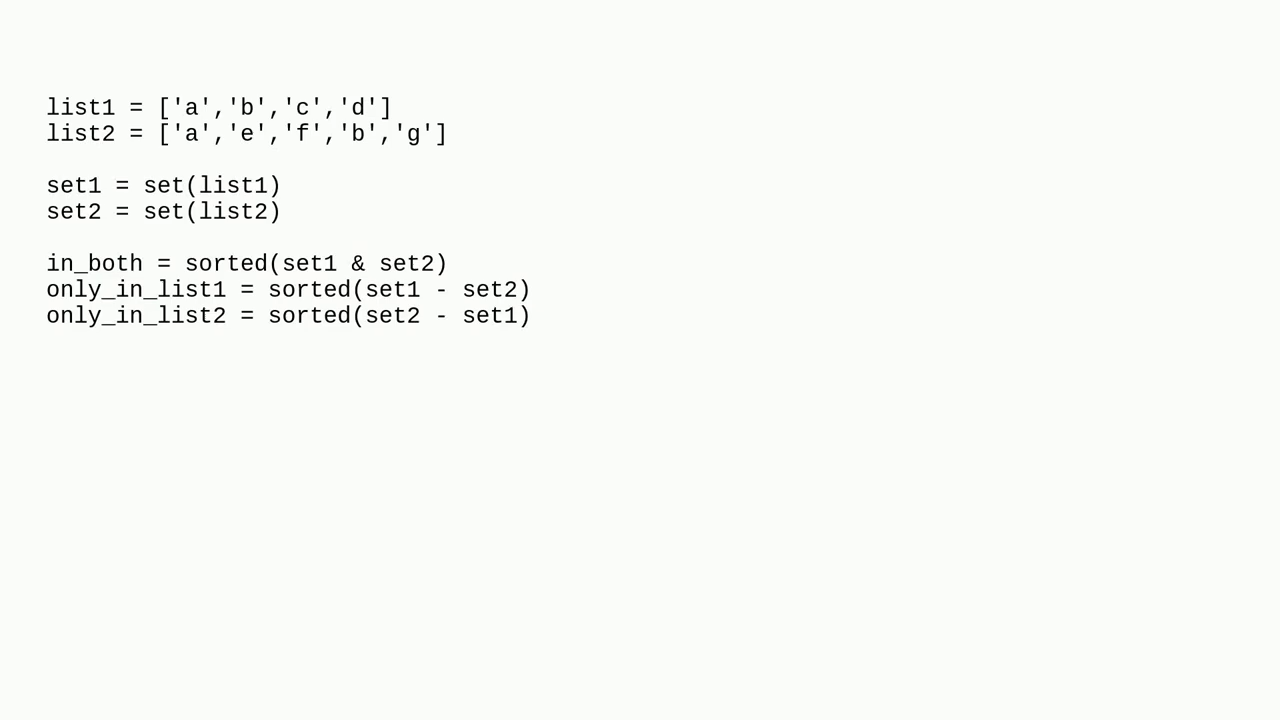 list1 = ['a','b','c','d']
list2 = ['a','e','f','b','g']
set1 = set(list1)
set2 = set(list2)
in_both = sorted(set1 & set2)
only_in_list1 = sorted(set1 - set2)
only_in_list2 = sorted(set2 - set1)